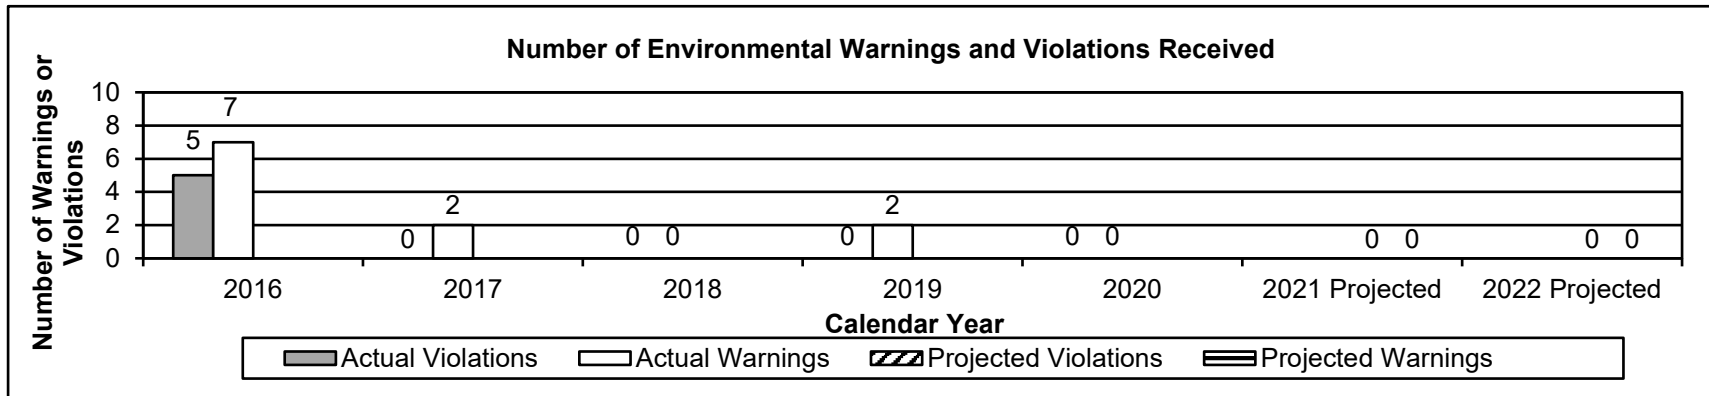 Number of Environmental Warnings and Violations Received
Number of Warnings or
Violations
10
8
6
4
2
0
5
7
0
2
0
0
0
2
0
0
0
0
0
0
2016
2017
2018
2019
2020
2021 Projected
2022 Projected
Calendar Year
Actual Violations
Actual Warnings
Projected Violations
Projected Warnings